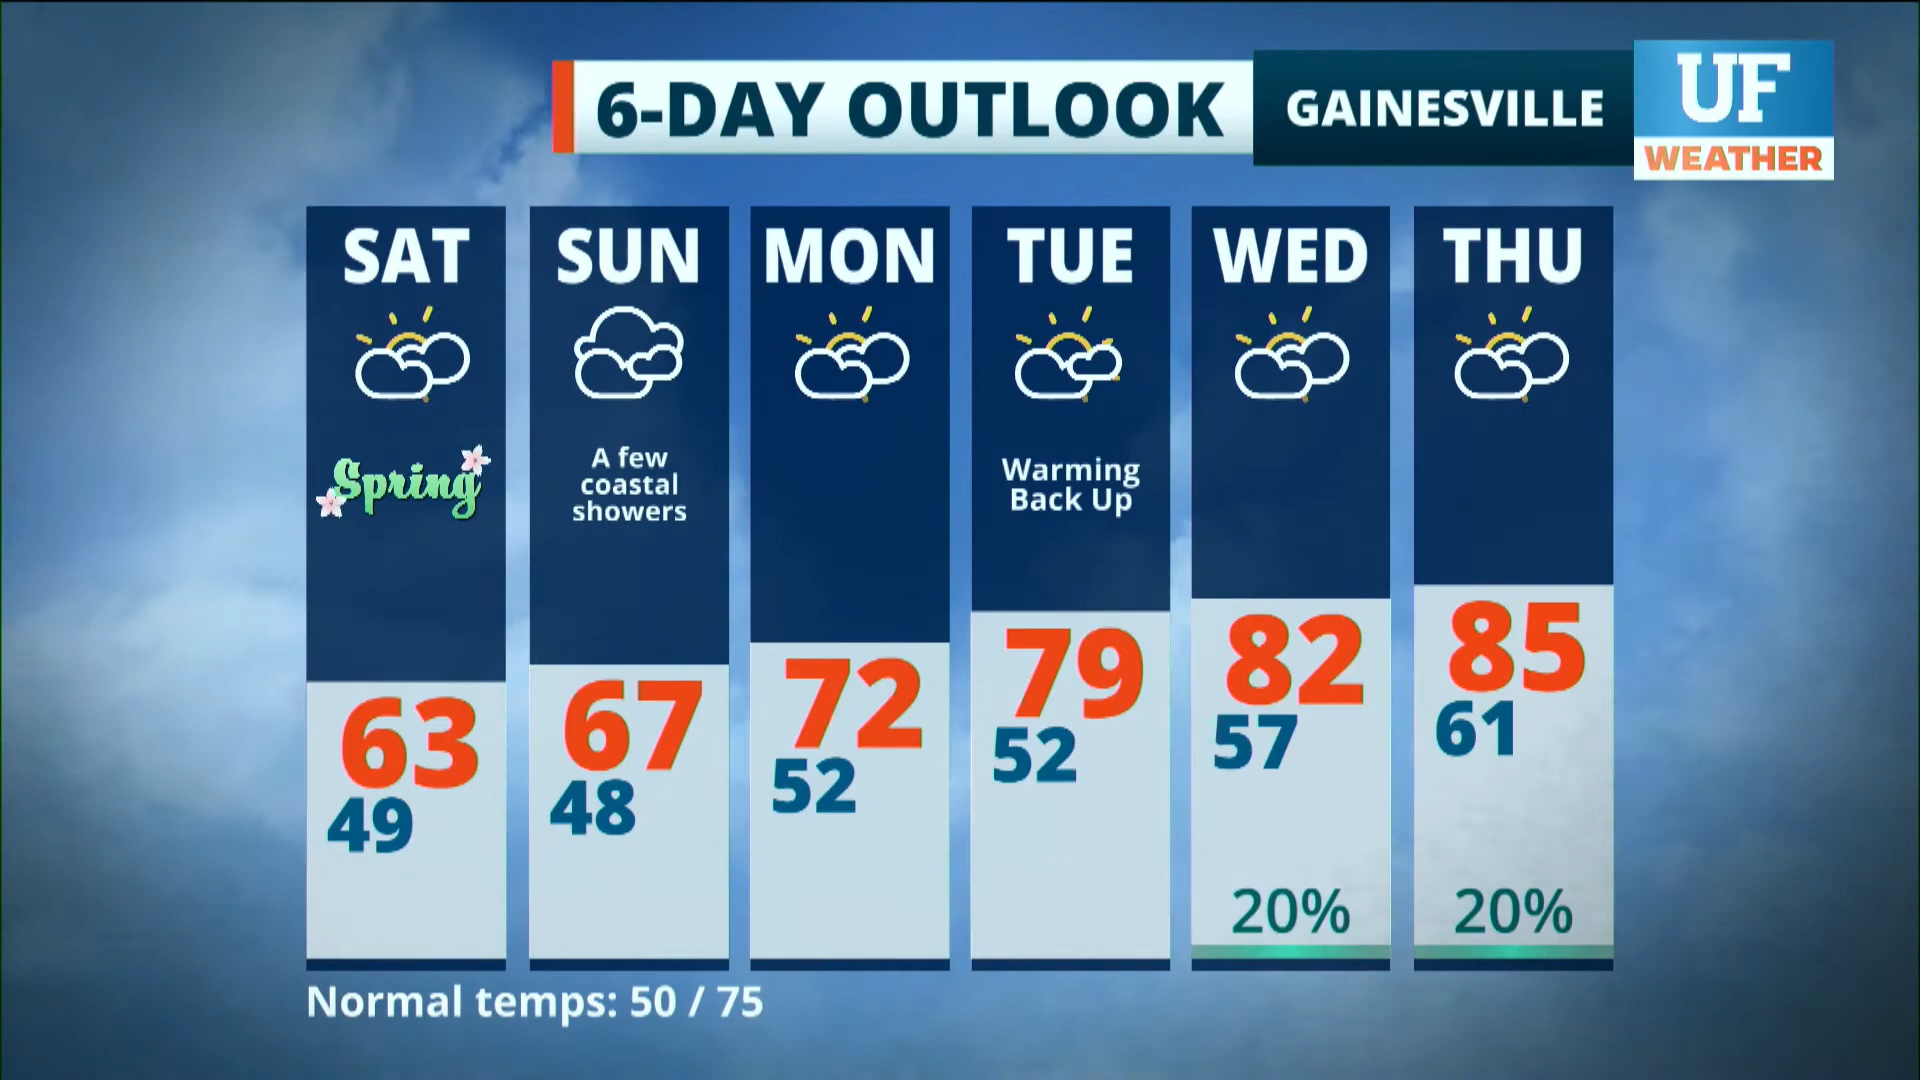 6-DAY OUTLOOK
GAINESVILLE
UF
WEATHER
SAT
Spring
63
49
SUN
A few
coastal
showers
67
48
MON
72
52
TUE
Warming
Back Up
79
52
WED
82
57
20%
THU
85
61
20%
Normal temps: 50 / 75